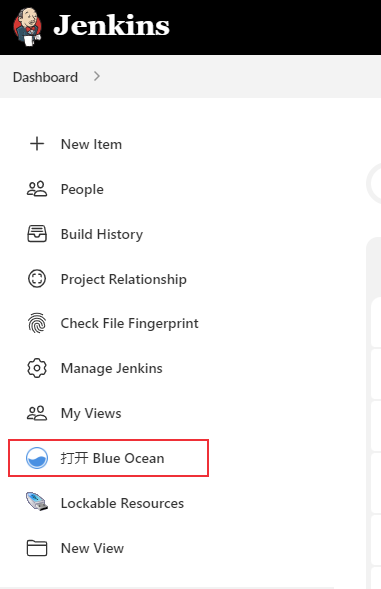 Jenkins
Dashboard
New Item
People
Build History
Project Relationship
Check File Fingerprint
Manage Jenkins
My Views
打开 Blue Ocean
Lockable Resources
New View